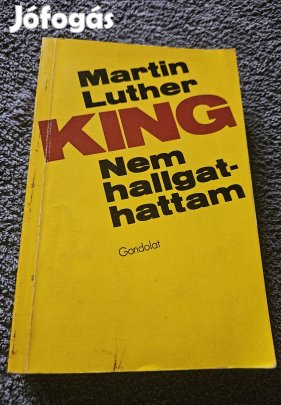 Jófogás
Martin
Luther
KING
Nem
hallgat-
hattam
Gondolat